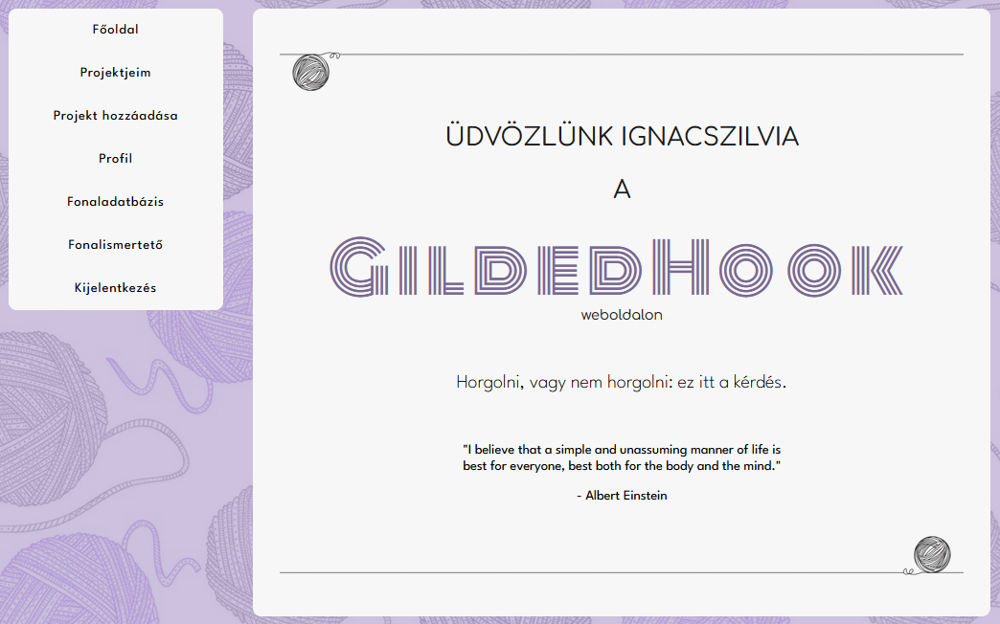 Főoldal
Projektjeim
Projekt hozzáadása
Profil
Fonaladatbázis
Fonalismertető
Kijelentkezés
ÜDVÖZLÜNK IGNACSZILVIA
A
GILDEDHOOK
weboldalon
Horgolni, vagy nem horgolni: ez itt a kérdés.
"I believe that a simple and unassuming manner of life is
best for everyone, best both for the body and the mind."
- Albert Einstein